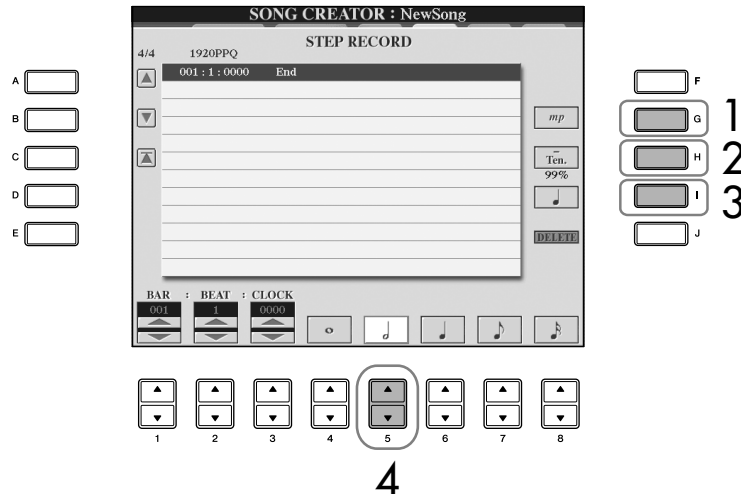 SONG CREATOR : NewSong
STEP RECORD
4/4 1920PPQ
001 : 1 : 0000 End
A
B
C
D
E
mp
Ten.
99%
DELETE
F
G 1
H 2
I 3
J
BAR : BEAT : CLOCK
001 1 0000
1 2 3 4 5 6 7 8
4